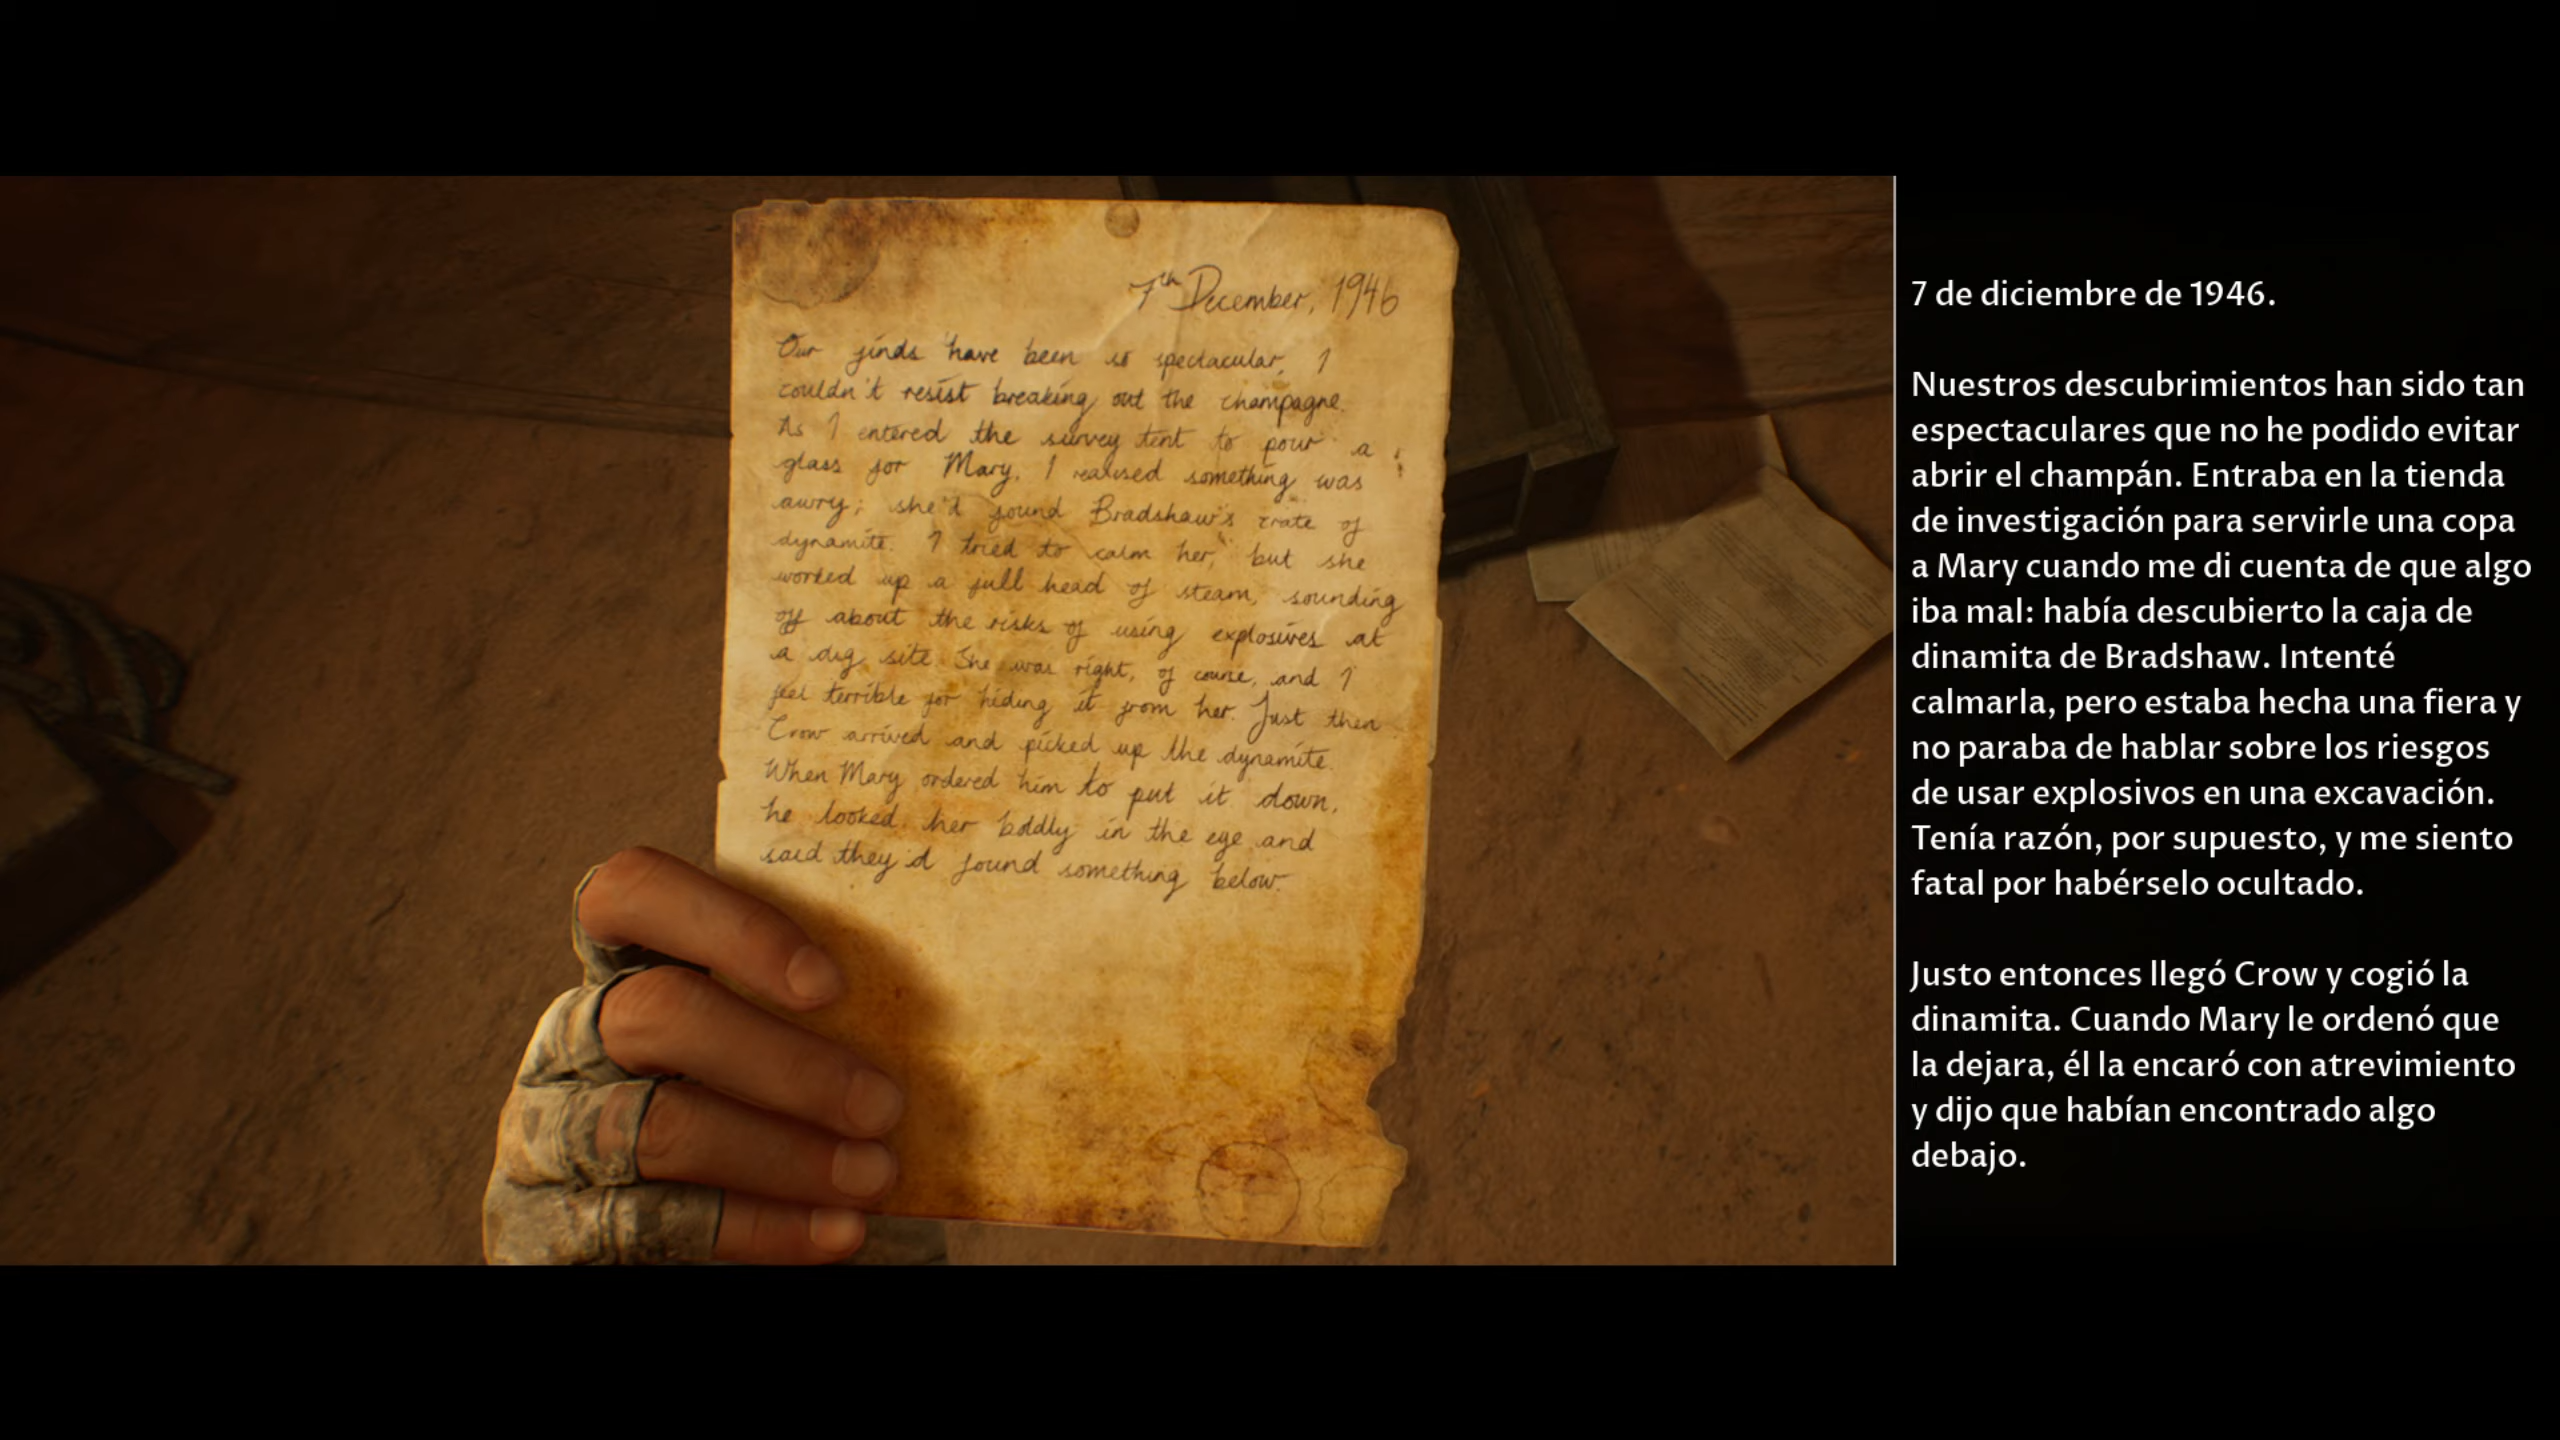 7th December, 1946
Our finds have been so spectacular, I
couldn't resist breaking out the champagne.
As I entered the survey tent to pour a
glass for Mary, I realised something was
awry; she'd found Bradshaw's crate of
dynamite. I tried to calm her, but she
worked up a full head of steam, sounding
off about the risks of using explosives at
a dig site. She was right, of course, and I
feel terrible for hiding it from her. Just then
Crow arrived and picked up the dynamite.
When Mary ordered him to put it down,
he looked her boldly in the eye and
said they'd found something below.
7 de diciembre de 1946.
Nuestros descubrimientos han sido tan
espectaculares que no he podido evitar
abrir el champán. Entraba en la tienda
de investigación para servirle una copa
a Mary cuando me di cuenta de que algo
iba mal: había descubierto la caja de
dinamita de Bradshaw. Intenté
calmarla, pero estaba hecha una fiera y
no paraba de hablar sobre los riesgos
de usar explosivos en una excavación.
Tenía razón, por supuesto, y me siento
fatal por habérselo ocultado.
Justo entonces llegó Crow y cogió la
dinamita. Cuando Mary le ordenó que
la dejara, él la encaró con atrevimiento
y dijo que habían encontrado algo
debajo.